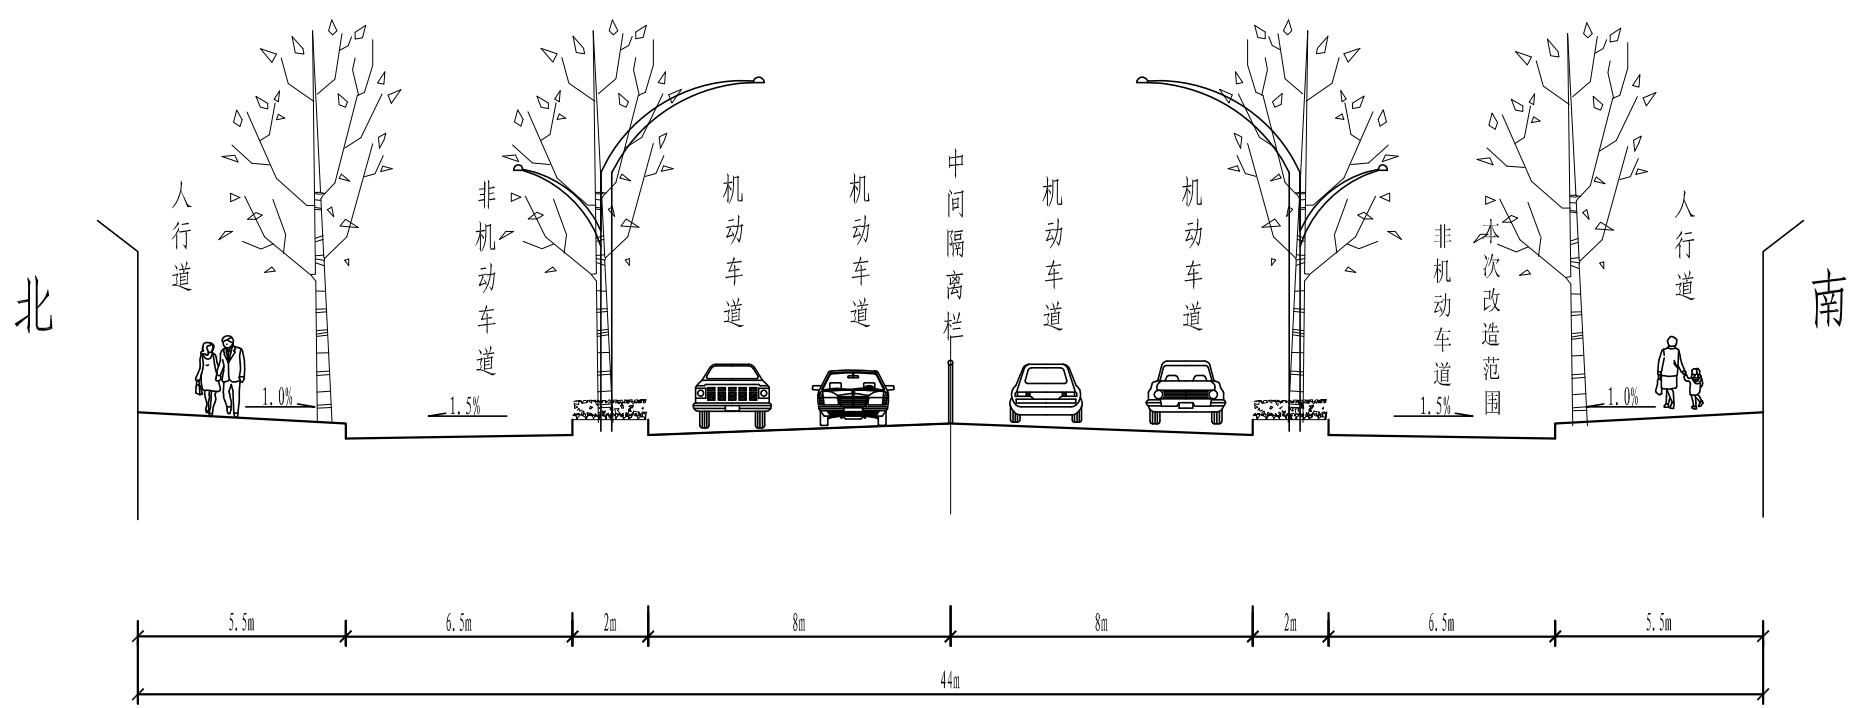 北
人行道
1.0%
非机动车道
1.5%
机动车道
机动车道
中间隔离栏
机动车道
机动车道
非机动车道
1.5%
本次改造范围
人行道
1.0%
南
5.5m
6.5m
2m
8m
8m
2m
6.5m
5.5m
44m